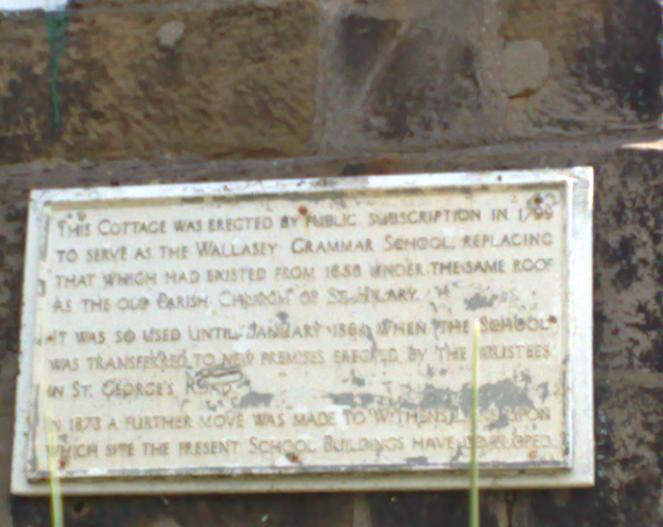 THIS COTTAGE WAS ERECTED BY PUBLIC SUBSCRIPTION IN 1799
TO SERVE AS THE WALLASEY GRAMMAR SCHOOL, REPLACING
THAT WHICH HAD EXISTED FROM UNDER THE SAME ROOF
AS THE OLD PARISH CHURCH OF ST. HILARY.
IT WAS SO USED UNTIL JANUARY WHEN THE SCHOOL
WAS TRANSFERRED TO NEW PREMISES ERECTED BY THE TRUSTEES
IN ST. GEORGE'S ROAD
IN A FURTHER MOVE WAS MADE TO UPON
WHICH SITE THE PRESENT SCHOOL BUILDINGS HAVE